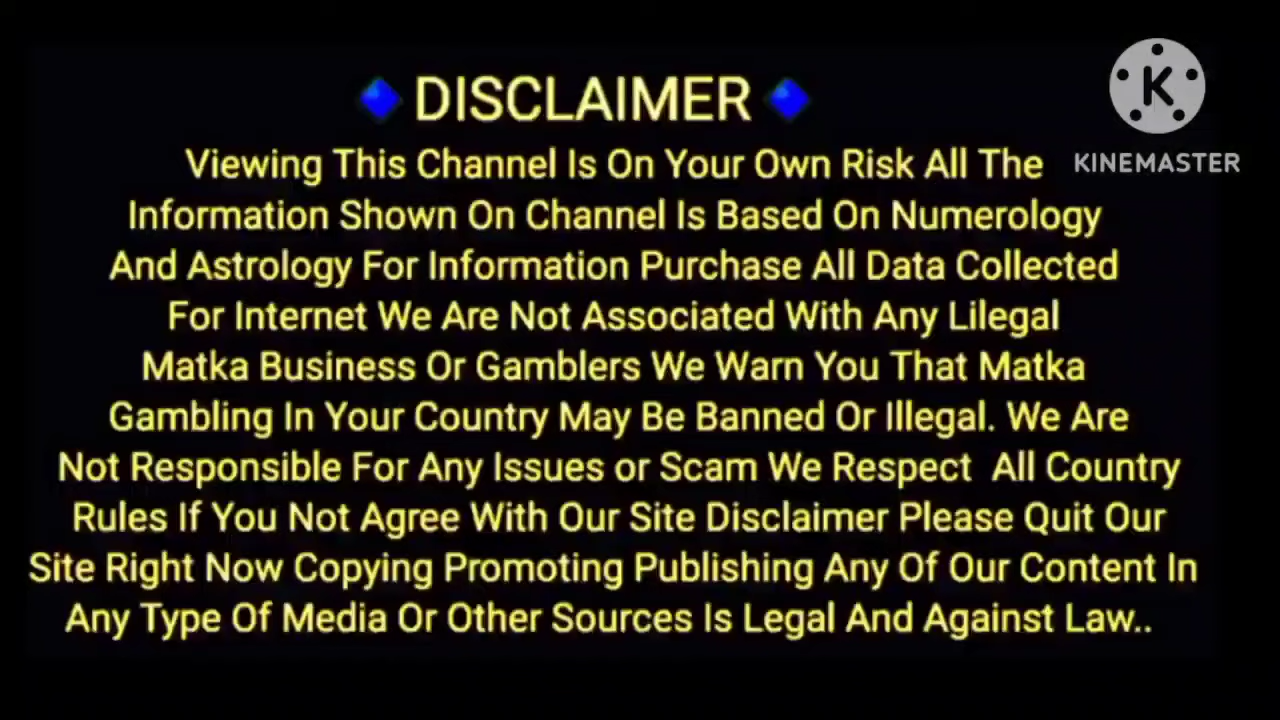 DISCLAIMER
KINEMASTER
Viewing This Channel Is On Your Own Risk All The
Information Shown On Channel Is Based On Numerology
And Astrology For Information Purchase All Data Collected
For Internet We Are Not Associated With Any Lilegal
Matka Business Or Gamblers We Warn You That Matka
Gambling In Your Country May Be Banned Or Illegal. We Are
Not Responsible For Any Issues or Scam We Respect  All Country
Rules If You Not Agree With Our Site Disclaimer Please Quit Our
Site Right Now Copying Promoting Publishing Any Of Our Content In
Any Type Of Media Or Other Sources Is Legal And Against Law..